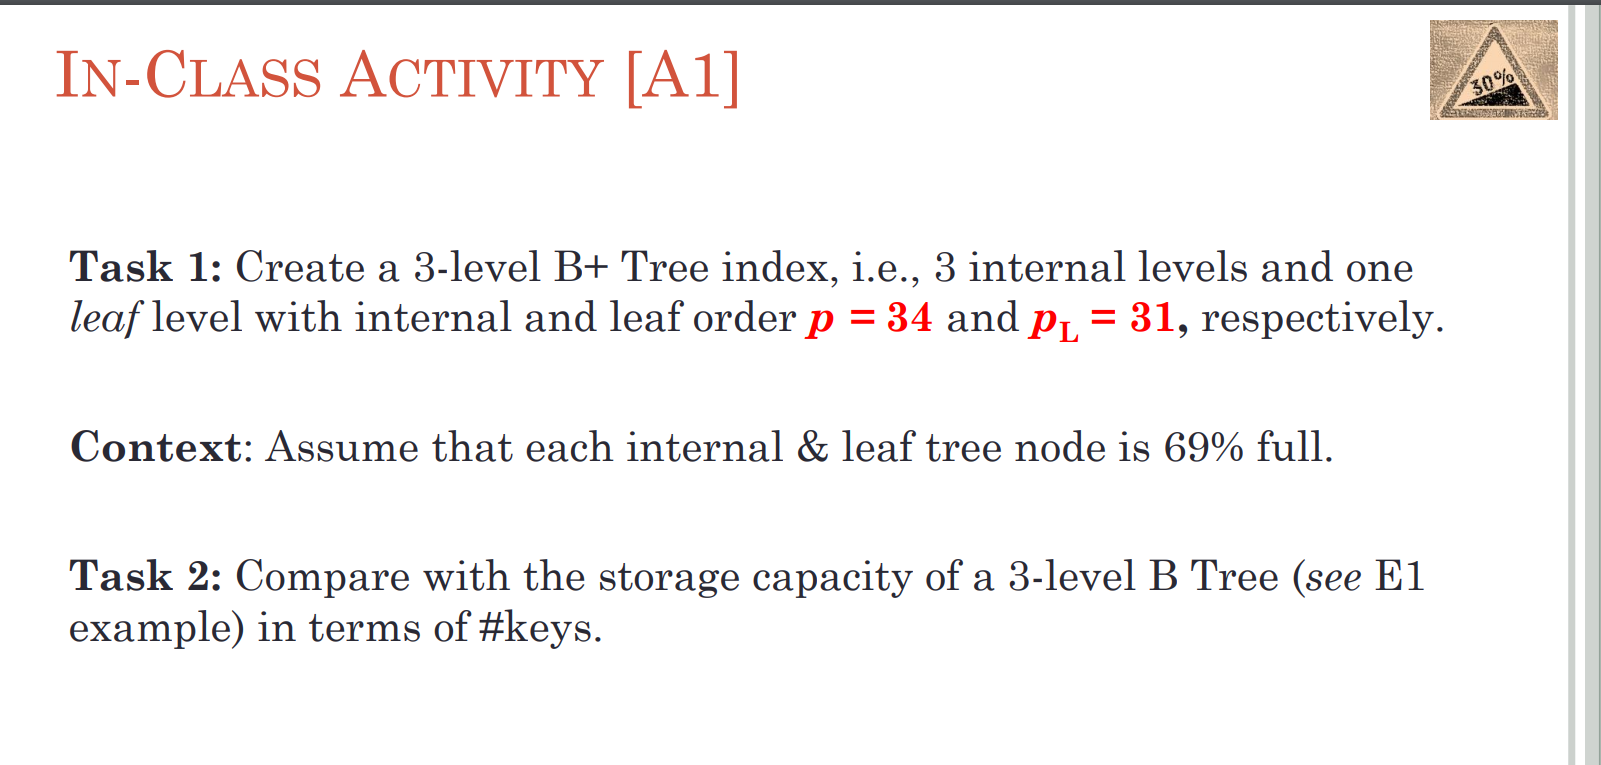 IN-CLASS ACTIVITY [A1]
30%
Task 1: Create a 3-level B+ Tree index, i.e., 3 internal levels and one
leaf level with internal and leaf order p = 34 and pL = 31, respectively.
Context: Assume that each internal & leaf tree node is 69% full.
Task 2: Compare with the storage capacity of a 3-level B Tree (see E1
example) in terms of #keys.